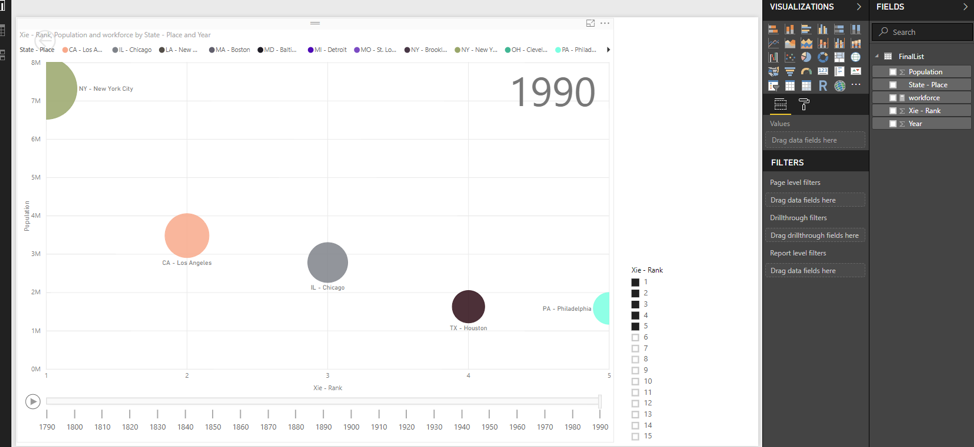 VISUALIZATIONS
FIELDS
Xie - Rank, Population and workforce by State - Place and Year
State - Place
CA - Los A...
IL - Chicago
LA - New ...
MA - Boston
MD - Balti...
MI - Detroit
MO - St. Lo...
NY - Brookl...
NY - New Y...
OH - Clevel...
PA - Philad...
1990
8M
7M
6M
5M
4M
3M
2M
1M
0M
Population
NY - New York City
CA - Los Angeles
IL - Chicago
TX - Houston
PA - Philadelphia
1
2
3
4
5
Xie - Rank
1790
1800
1810
1820
1830
1840
1850
1860
1870
1880
1890
1900
1910
1920
1930
1940
1950
1960
1970
1980
1990
Xie - Rank
1
2
3
4
5
6
7
8
9
10
11
12
13
14
15
R
Values
Drag data fields here
FILTERS
Page level filters
Drag data fields here
Drillthrough filters
Drag drillthrough fields here
Report level filters
Drag data fields here
Search
FinalList
Σ Population
State - Place
workforce
Σ Xie - Rank
Σ Year